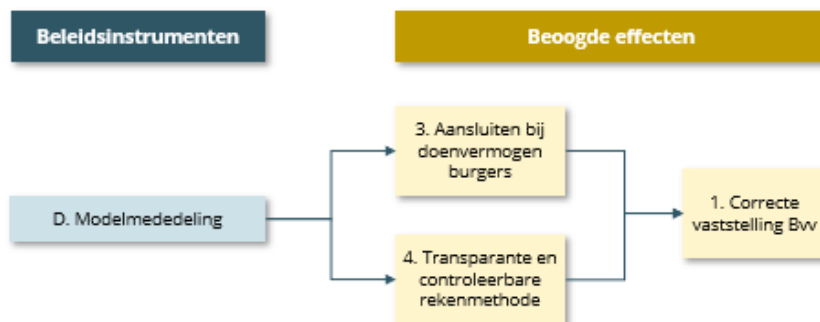 Beleidsinstrumenten
Beoogde effecten
3. Aansluiten bij
doenvermogen
burgers
D. Modelmededeling
1. Correcte
vaststelling Bvv
4. Transparante en
controleerbare
rekenmethode